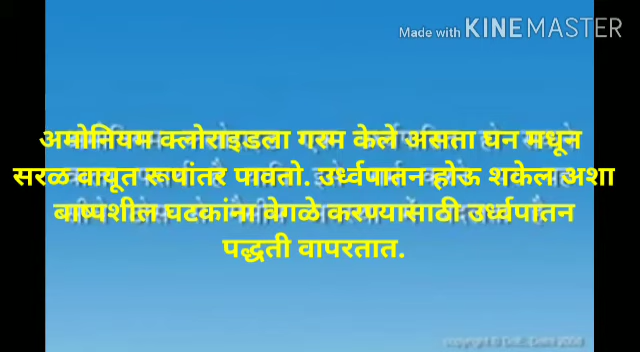 Made with KINEMASTER
अमोनियम क्लोराइडला गरम केले असता घन मधून
सरळ वायूत रूपांतर पावतो. उर्ध्वपातन होऊ शकेल अशा
बाष्पशील घटकांना वेगळे करण्यासाठी उर्ध्वपातन
पद्धती वापरतात.